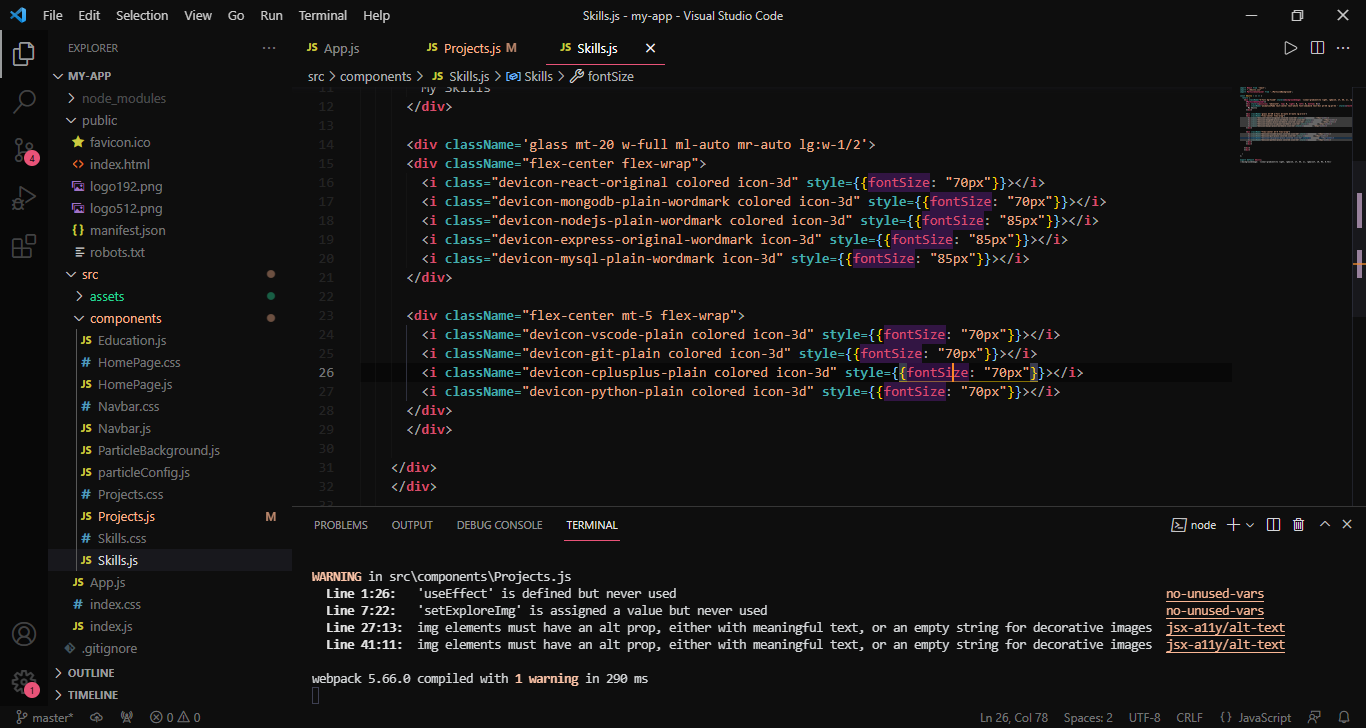 File Edit Selection View Go Run Terminal Help
Skills.js - my-app - Visual Studio Code
EXPLORER
MY-APP
node_modules
public
favicon.ico
index.html
logo192.png
logo512.png
manifest.json
robots.txt
src
assets
components
Education.js
HomePage.css
HomePage.js
Navbar.css
Navbar.js
ParticleBackground.js
particleConfig.js
Projects.css
Projects.js M
Skills.css
Skills.js
App.js
index.css
index.js
.gitignore
OUTLINE
TIMELINE
4
1
JS App.js JS Projects.js M JS Skills.js
src > components > JS Skills.js > Skills > fontSize
11 My Skills
12 </div>
13
14 <div className='glass mt-20 w-full ml-auto mr-auto lg:w-1/2'>
15 <div className="flex-center flex-wrap">
16 <i class="devicon-react-original colored icon-3d" style={{fontSize: "70px"}}></i>
17 <i class="devicon-mongodb-plain-wordmark colored icon-3d" style={{fontSize: "70px"}}></i>
18 <i class="devicon-nodejs-plain-wordmark colored icon-3d" style={{fontSize: "85px"}}></i>
19 <i class="devicon-express-original-wordmark icon-3d" style={{fontSize: "85px"}}></i>
20 <i class="devicon-mysql-plain-wordmark icon-3d" style={{fontSize: "85px"}}></i>
21 </div>
22
23 <div className="flex-center mt-5 flex-wrap">
24 <i className="devicon-vscode-plain colored icon-3d" style={{fontSize: "70px"}}></i>
25 <i className="devicon-git-plain colored icon-3d" style={{fontSize: "70px"}}></i>
26 <i className="devicon-cplusplus-plain colored icon-3d" style={{fontSize: "70px"}}></i>
27 <i className="devicon-python-plain colored icon-3d" style={{fontSize: "70px"}}></i>
28 </div>
29 </div>
30
31 </div>
32 </div>
PROBLEMS OUTPUT DEBUG CONSOLE TERMINAL
node
WARNING in src\components\Projects.js
Line 1:26: 'useEffect' is defined but never used no-unused-vars
Line 7:22: 'setExploreImg' is assigned a value but never used no-unused-vars
Line 27:13: img elements must have an alt prop, either with meaningful text, or an empty string for decorative images jsx-a11y/alt-text
Line 41:11: img elements must have an alt prop, either with meaningful text, or an empty string for decorative images jsx-a11y/alt-text
webpack 5.66.0 compiled with 1 warning in 290 ms
master* 0 0
Ln 26, Col 78 Spaces: 2 UTF-8 CRLF {} JavaScript